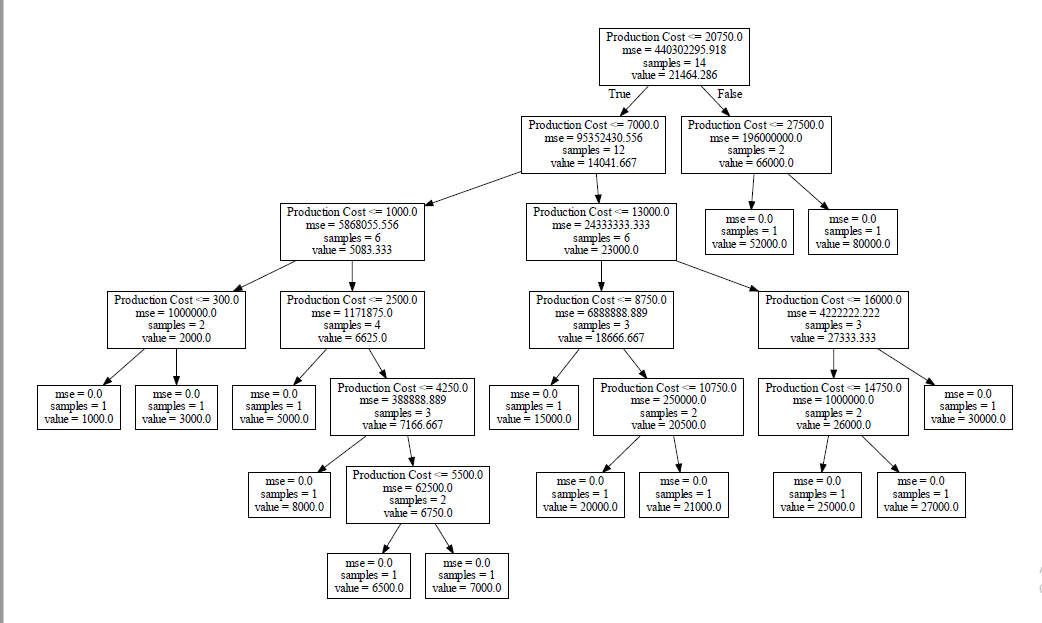 Production Cost <= 20750.0
mse = 440302295.918
samples = 14
value = 21464.286
True
False
Production Cost <= 7000.0
mse = 95352430.556
samples = 12
value = 14041.667
Production Cost <= 27500.0
mse = 196000000.0
samples = 2
value = 66000.0
Production Cost <= 1000.0
mse = 5868055.556
samples = 6
value = 5083.333
Production Cost <= 13000.0
mse = 24333333.333
samples = 6
value = 23000.0
mse = 0.0
samples = 1
value = 52000.0
mse = 0.0
samples = 1
value = 80000.0
Production Cost <= 300.0
mse = 1000000.0
samples = 2
value = 2000.0
Production Cost <= 2500.0
mse = 1171875.0
samples = 4
value = 6625.0
Production Cost <= 8750.0
mse = 6888888.889
samples = 3
value = 18666.667
Production Cost <= 16000.0
mse = 4222222.222
samples = 3
value = 27333.333
mse = 0.0
samples = 1
value = 1000.0
mse = 0.0
samples = 1
value = 3000.0
mse = 0.0
samples = 1
value = 5000.0
Production Cost <= 4250.0
mse = 388888.889
samples = 3
value = 7166.667
mse = 0.0
samples = 1
value = 15000.0
Production Cost <= 10750.0
mse = 250000.0
samples = 2
value = 20500.0
Production Cost <= 14750.0
mse = 1000000.0
samples = 2
value = 26000.0
mse = 0.0
samples = 1
value = 30000.0
mse = 0.0
samples = 1
value = 8000.0
Production Cost <= 5500.0
mse = 62500.0
samples = 2
value = 6750.0
mse = 0.0
samples = 1
value = 20000.0
mse = 0.0
samples = 1
value = 21000.0
mse = 0.0
samples = 1
value = 25000.0
mse = 0.0
samples = 1
value = 27000.0
mse = 0.0
samples = 1
value = 6500.0
mse = 0.0
samples = 1
value = 7000.0